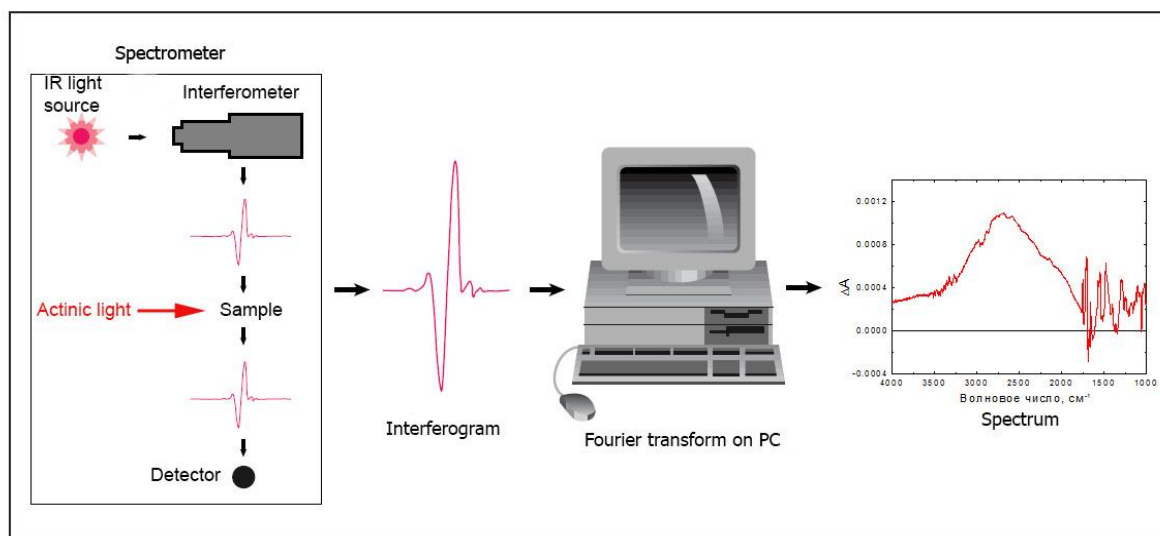 Spectrometer
IR light
source
Interferometer
Actinic light
Sample
Detector
Interferogram
Fourier transform on PC
ΔA
0.0012
0.0008
0.0004
0.0000
-0.0004
4000 3500 3000 2500 2000 1500 1000
Волновое число, см⁻¹
Spectrum